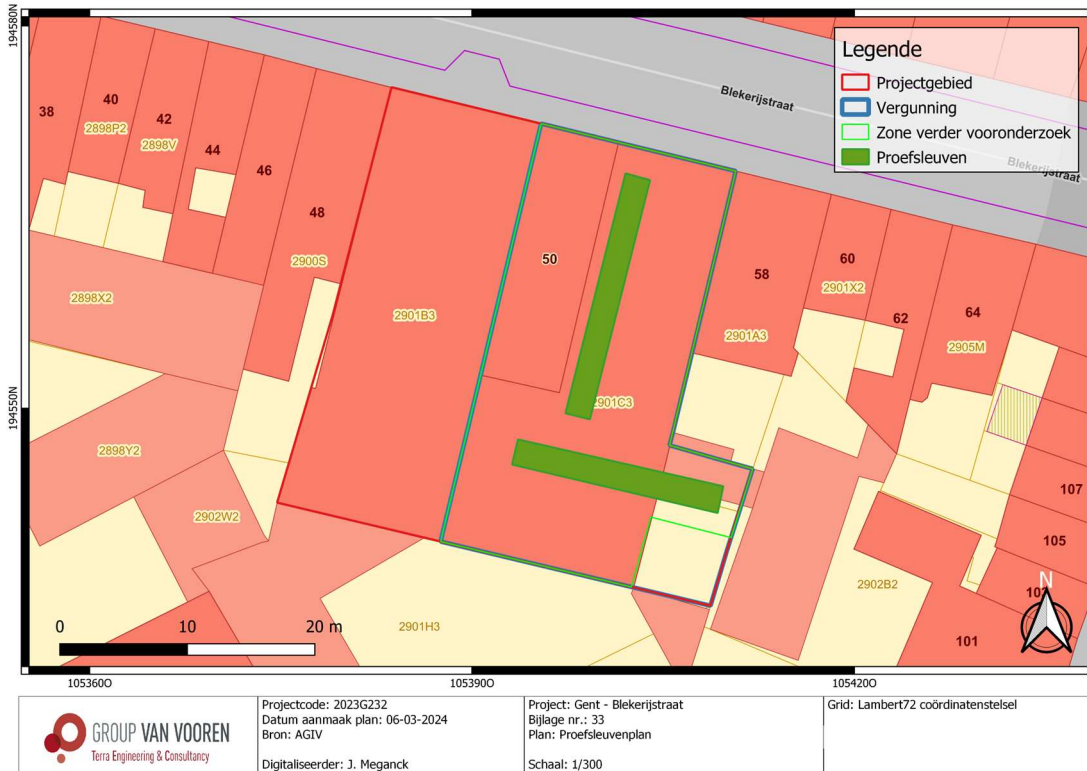 194580N
194550N
Blekerijstraat
Blekerijstraat
Legende
Projectgebied
Vergunning
Zone verder vooronderzoek
Proefsleuven
38
40
2898P2
42
2898V
44
46
48
2900S
50
58
2901A3
60
2901X2
62
64
2905M
2898X2
2901B3
2901C3
2898Y2
2902W2
2901H3
2902B2
107
105
101
N
0 10 20 m
1053600 1053900 1054200
GROUP VAN VOOREN
Terra Engineering & Consultancy
Projectcode: 2023G232
Datum aanmaak plan: 06-03-2024
Bron: AGIV
Digitaliseerder: J. Meganck
Project: Gent - Blekerijstraat
Bijlage nr.: 33
Plan: Proefsleuvenplan
Schaal: 1/300
Grid: Lambert72 coördinatenstelsel